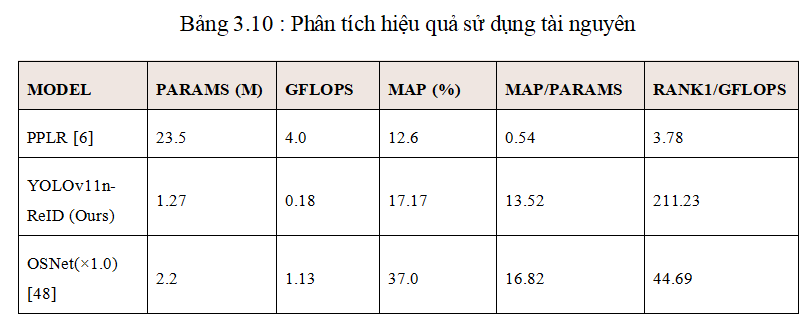 Bảng 3.10 : Phân tích hiệu quả sử dụng tài nguyên
MODEL PARAMS (M) GFLOPS MAP (%) MAP/PARAMS RANK1/GFLOPS
PPLR [6] 23.5 4.0 12.6 0.54 3.78
YOLOv11n-
ReID (Ours) 1.27 0.18 17.17 13.52 211.23
OSNet(×1.0)
[48] 2.2 1.13 37.0 16.82 44.69